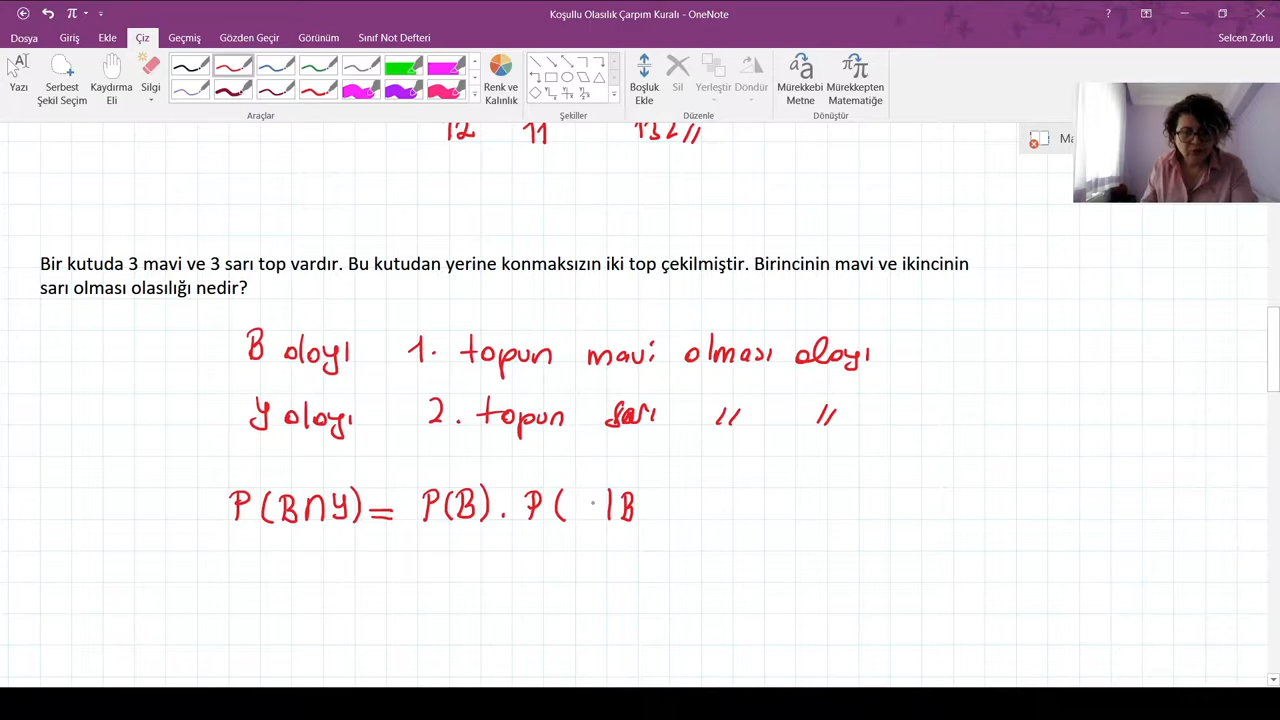 Koşullu Olasılık Çarpım Kuralı - OneNote
Dosya Giriş Ekle Çiz Geçmiş Gözden Geçir Görünüm Sınıf Not Defteri
Selcen Zorlu
Yazı Serbest Şekil Seçim Kaydırma Eli Silgi Renk ve Kalınlık Boşluk Ekle Sil Yerleştir Döndür Mürekkebi Metne Mürekkepten Matematiğe
Araçlar Şekiller Düzenle Dönüştür
12 11 132 //
Ma
Bir kutuda 3 mavi ve 3 sarı top vardır. Bu kutudan yerine konmaksızın iki top çekilmiştir. Birincinin mavi ve ikincinin
sarı olması olasılığı nedir?
B olayı 1. topun mavi olması olayı
Y olayı 2. topun sarı // //
P(B∩Y) = P(B) . P( |B